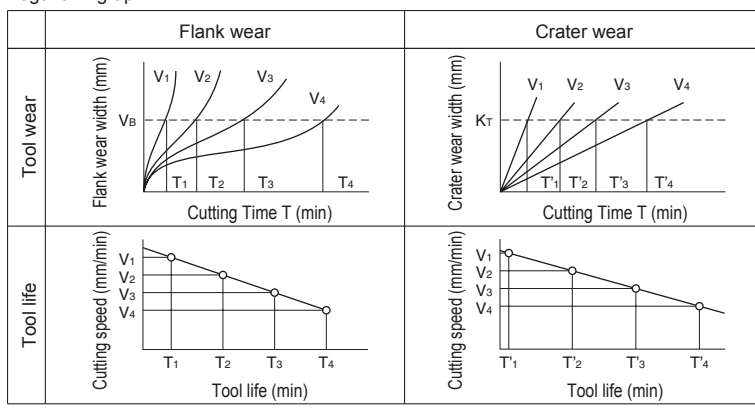 Flank wear
Crater wear
Tool wear
Flank wear width (mm)
V1 V2 V3 V4
VB
T1 T2 T3 T4
Cutting Time T (min)
Crater wear width (mm)
V1 V2 V3 V4
KT
T'1 T'2 T'3 T'4
Cutting Time T (min)
Tool life
Cutting speed (mm/min)
V1
V2
V3
V4
T1 T2 T3 T4
Tool life (min)
Cutting speed (mm/min)
V1
V2
V3
V4
T'1 T'2 T'3 T'4
Tool life (min)